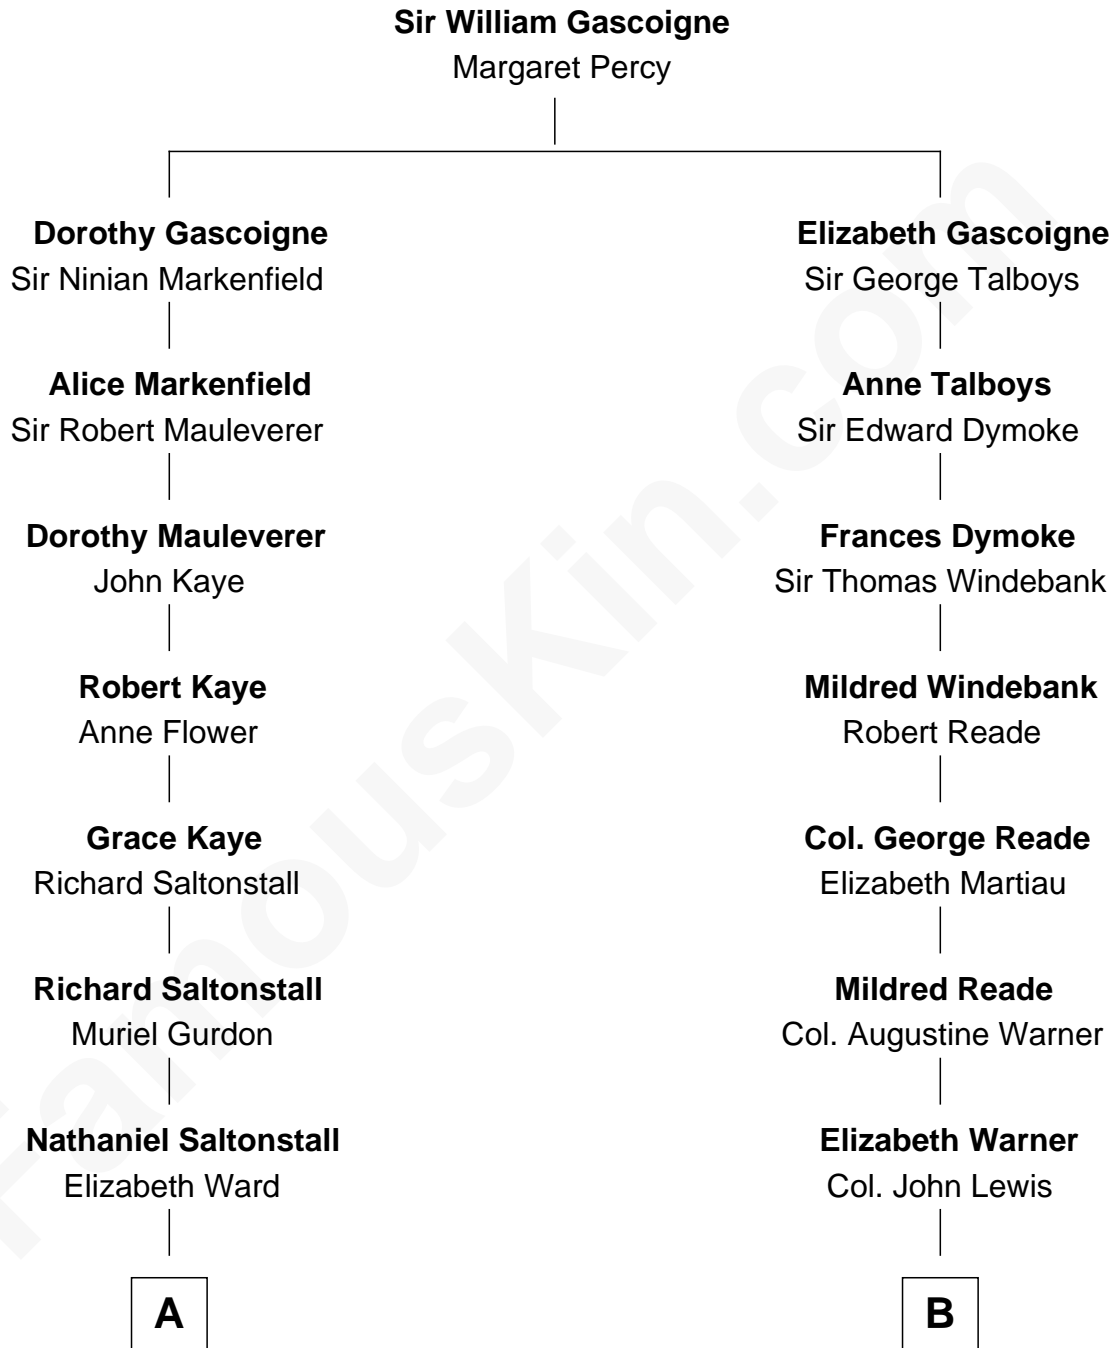 Sir William Gascoigne
Margaret Percy
Dorothy Gascoigne
Sir Ninian Markenfield
Elizabeth Gascoigne
Sir George Talboys
Alice Markenfield
Sir Robert Mauleverer
Anne Talboys
Sir Edward Dymoke
Dorothy Mauleverer
John Kaye
Frances Dymoke
Sir Thomas Windebank
Robert Kaye
Anne Flower
Mildred Windebank
Robert Reade
Grace Kaye
Richard Saltonstall
Col. George Reade
Elizabeth Martiau
Richard Saltonstall
Muriel Gurdon
Mildred Reade
Col. Augustine Warner
Nathaniel Saltonstall
Elizabeth Ward
Elizabeth Warner
Col. John Lewis
A
B
FamousKin.com